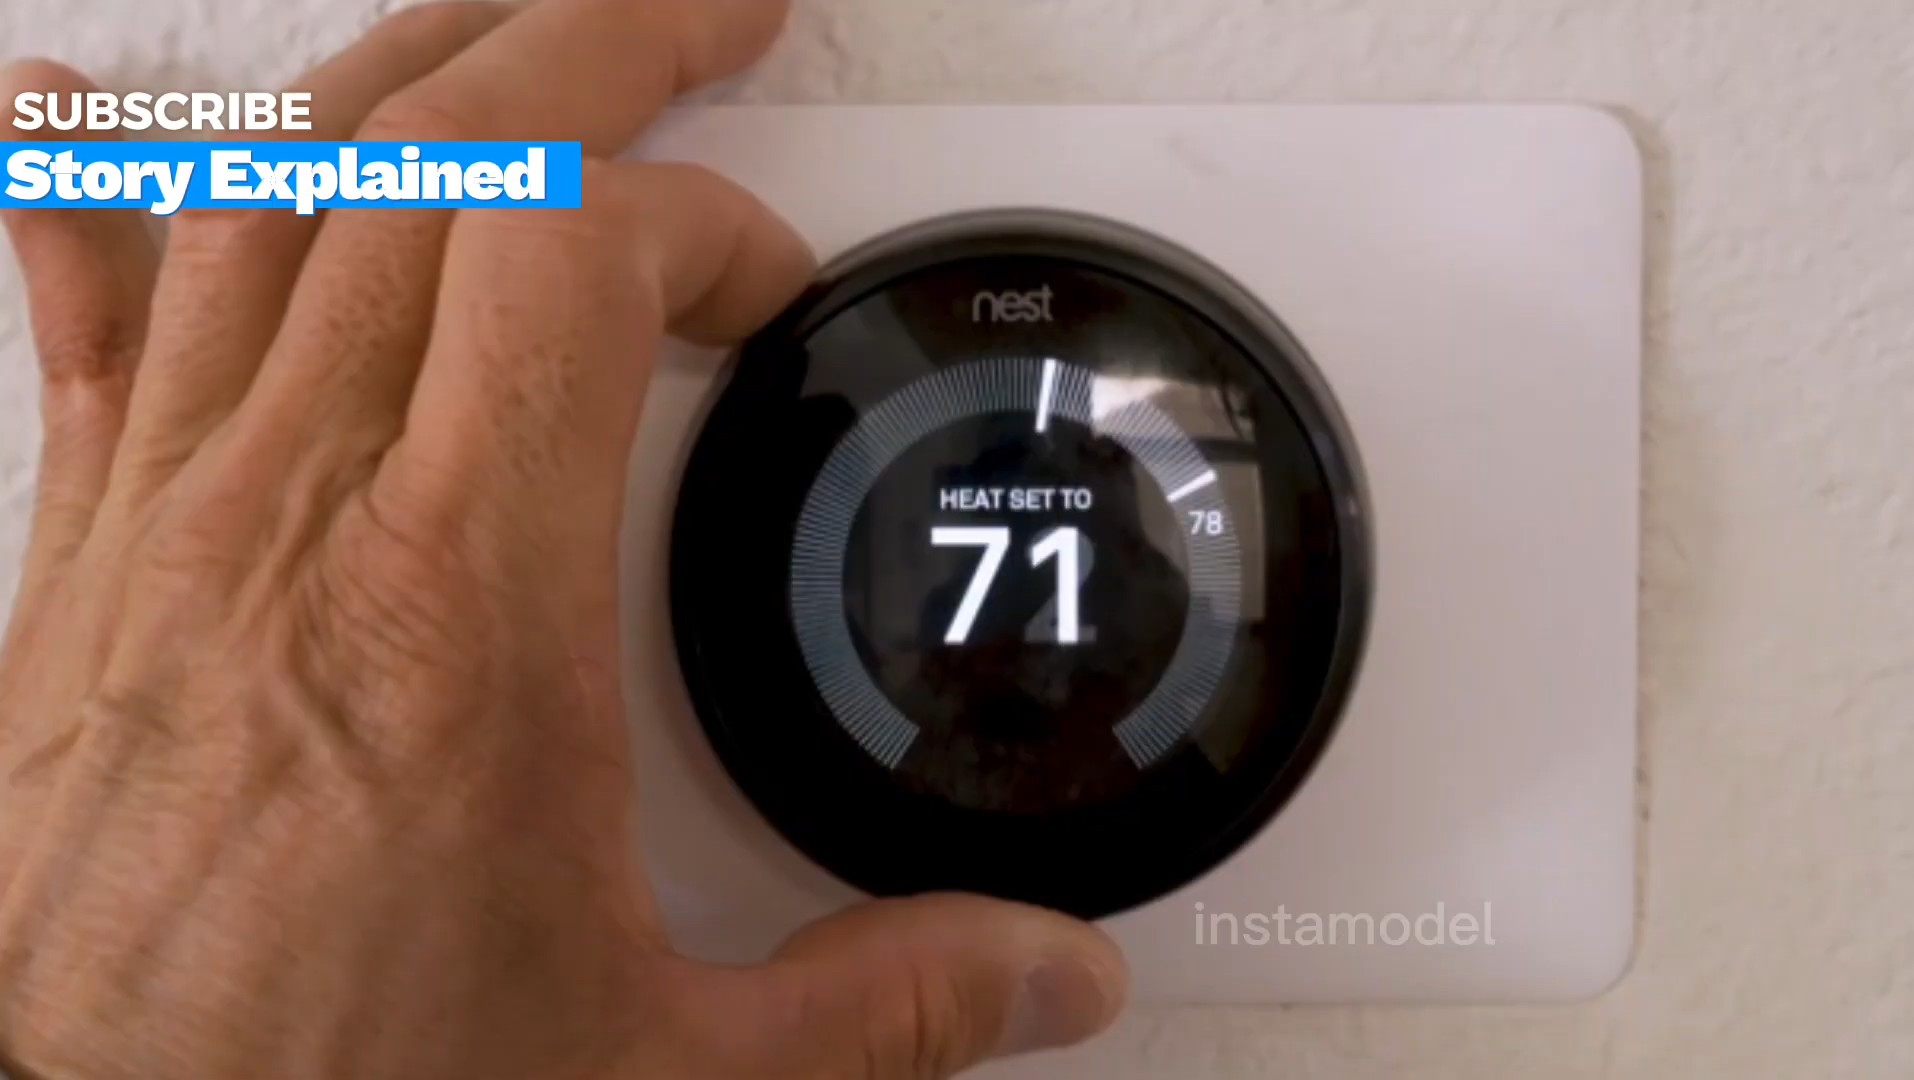 SUBSCRIBE
Story Explained
nest
HEAT SET TO
71
78
instamodel